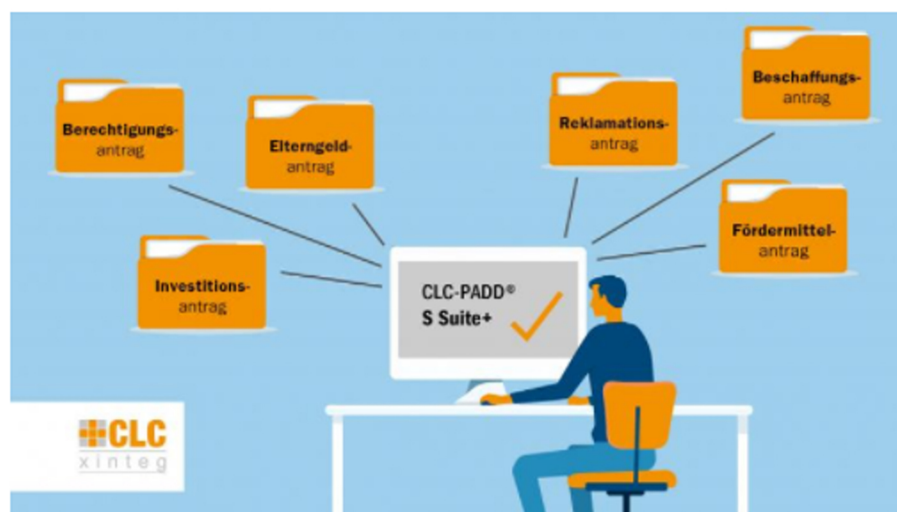 Berechtigungs-
antrag
Elterngeld-
antrag
Reklamations-
antrag
Beschaffungs-
antrag
Investitions-
antrag
Fördermittel-
antrag
CLC-PADD®
S Suite+
CLC
xinteg